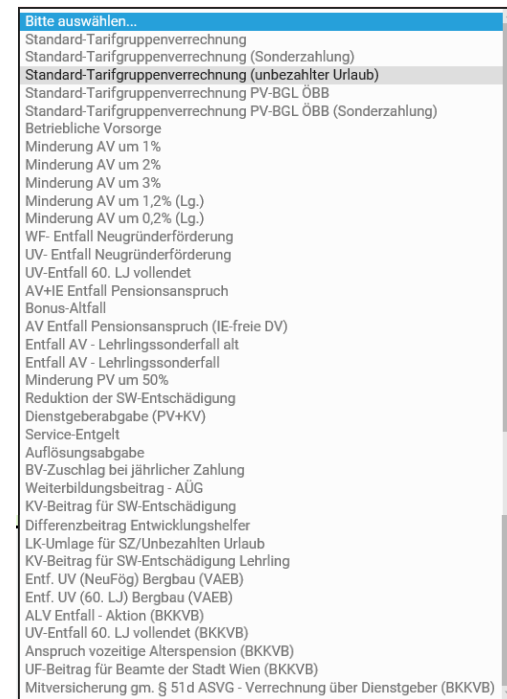 Bitte auswählen...
Standard-Tarifgruppenverrechnung
Standard-Tarifgruppenverrechnung (Sonderzahlung)
Standard-Tarifgruppenverrechnung (unbezahlter Urlaub)
Standard-Tarifgruppenverrechnung PV-BGL ÖBB
Standard-Tarifgruppenverrechnung PV-BGL ÖBB (Sonderzahlung)
Betriebliche Vorsorge
Minderung AV um 1%
Minderung AV um 2%
Minderung AV um 3%
Minderung AV um 1,2% (Lg.)
Minderung AV um 0,2% (Lg.)
WF- Entfall Neugründerförderung
UV- Entfall Neugründerförderung
UV-Entfall 60. LJ vollendet
AV+IE Entfall Pensionsanspruch
Bonus-Altfall
AV Entfall Pensionsanspruch (IE-freie DV)
Entfall AV - Lehrlingssonderfall alt
Entfall AV - Lehrlingssonderfall
Minderung PV um 50%
Reduktion der SW-Entschädigung
Dienstgeberabgabe (PV+KV)
Service-Entgelt
Auflösungsabgabe
BV-Zuschlag bei jährlicher Zahlung
Weiterbildungsbeitrag - AÜG
KV-Beitrag für SW-Entschädigung
Differenzbeitrag Entwicklungshelfer
LK-Umlage für SZ/Unbezahlten Urlaub
KV-Beitrag für SW-Entschädigung Lehrling
Entf. UV (NeuFög) Bergbau (VAEB)
Entf. UV (60. LJ) Bergbau (VAEB)
ALV Entfall - Aktion (BKKVB)
UV-Entfall 60. LJ vollendet (BKKVB)
Anspruch vozeitige Alterspension (BKKVB)
UF-Beitrag für Beamte der Stadt Wien (BKKVB)
Mitversicherung gm. § 51d ASVG - Verrechnung über Dienstgeber (BKKVB)